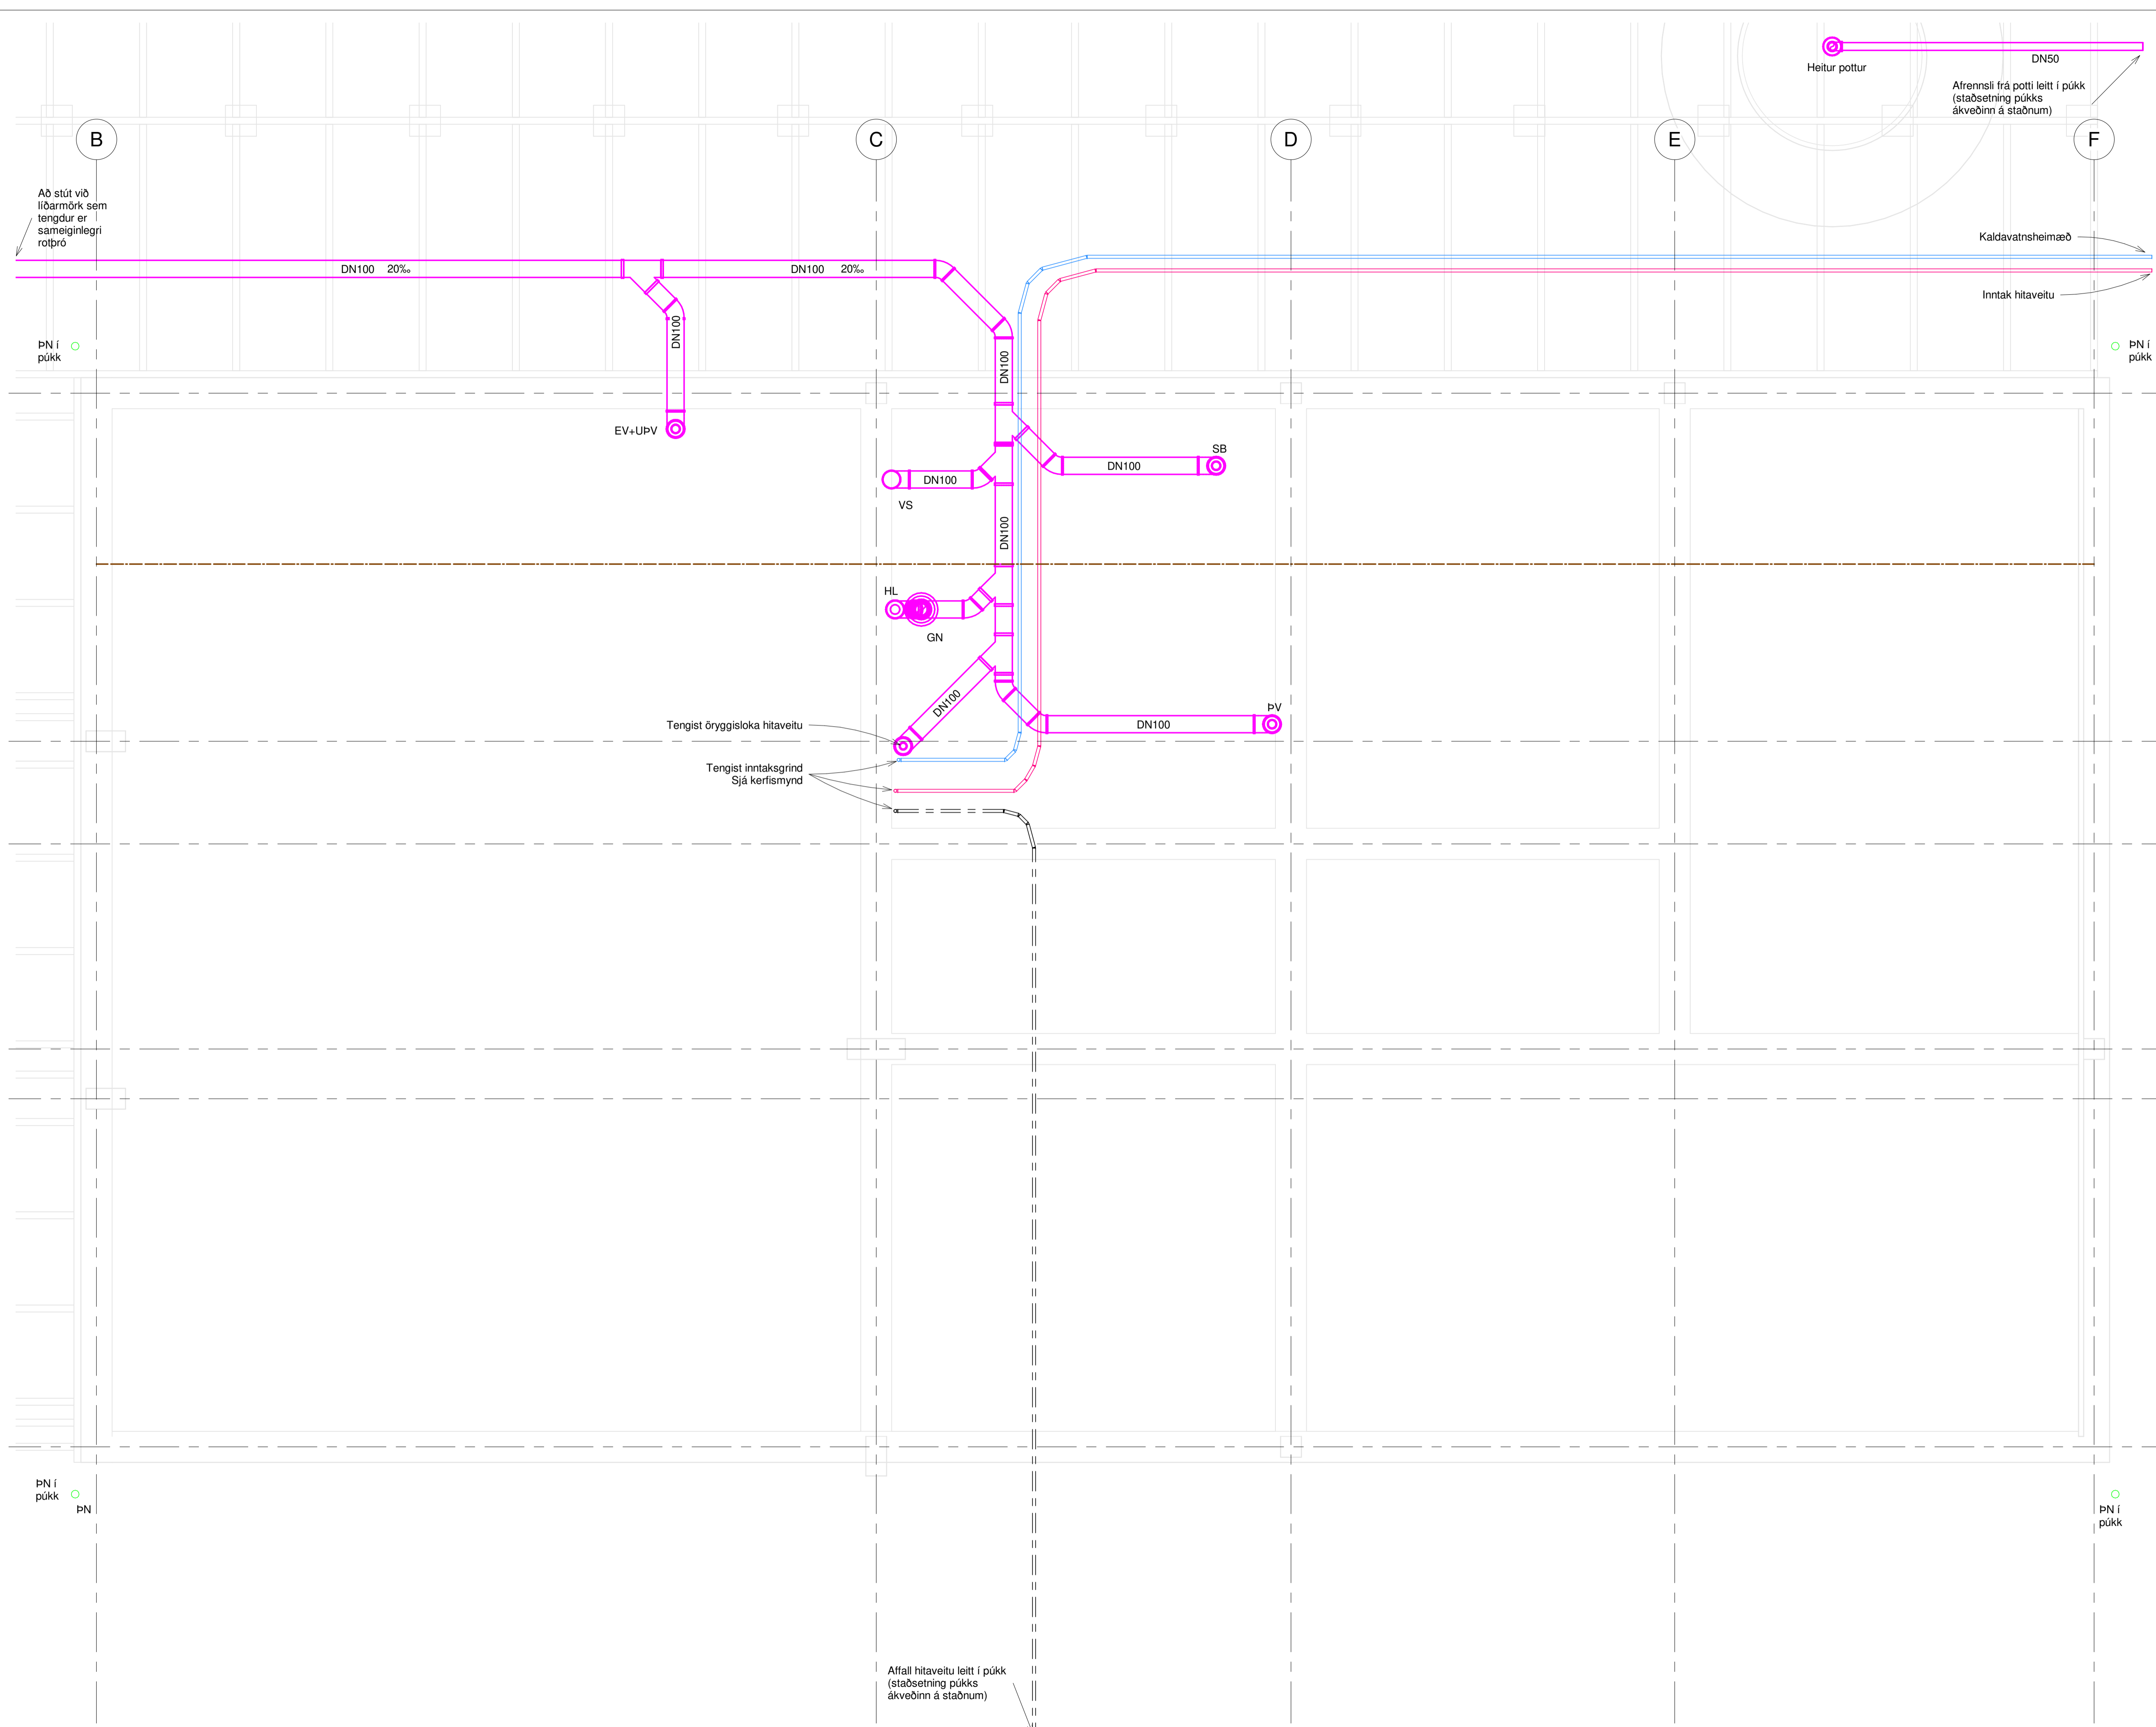 Heitur pottur
DN50
Afrennsli frá potti leitt í púkk
(staðsetning púkks
ákveðinn á staðnum)
B
C
D
E
F
Að stút við
líðarmörk sem
tengdur er
sameiginlegri
rotþró
DN100 20‰
DN100 20‰
Kaldavatnsheimæð
Inntak hitaveitu
DN100
DN100
ÞN í
púkk
ÞN í
púkk
EV+UÞV
SB
DN100
DN100
VS
DN100
HL
GN
DN100
ÞV
DN100
Tengist öryggisloka hitaveitu
Tengist inntaksgrind
Sjá kerfismynd
ÞN í
púkk
ÞN
ÞN í
púkk
Affall hitaveitu leitt í púkk
(staðsetning púkks
ákveðinn á staðnum)